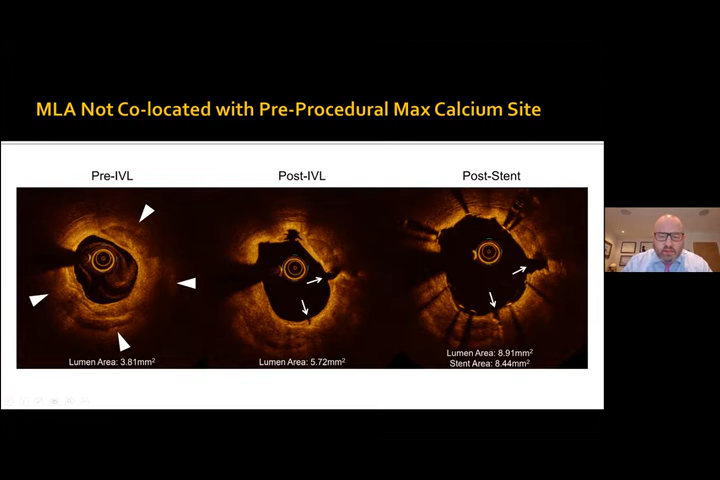 MLA Not Co-located with Pre-Procedural Max Calcium Site
Pre-IVL
Post-IVL
Post-Stent
Lumen Area: 3.81mm²
Lumen Area: 5.72mm²
Lumen Area: 8.91mm²
Stent Area: 8.44mm²